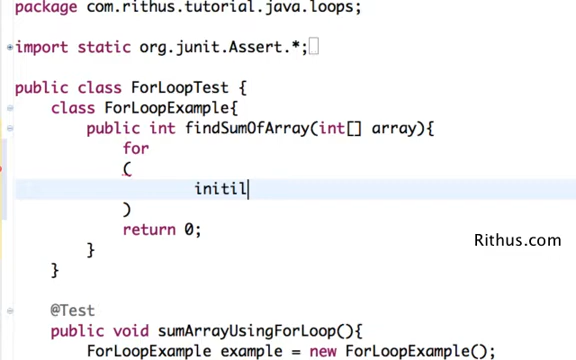 package com.rithus.tutorial.java.loops;
import static org.junit.Assert.*;
public class ForLoopTest {
class ForLoopExample{
public int findSumOfArray(int[] array){
for
(
initil
)
return 0;
}
}
Rithus.com
@Test
public void sumArrayUsingForLoop(){
ForLoopExample example = new ForLoopExample();